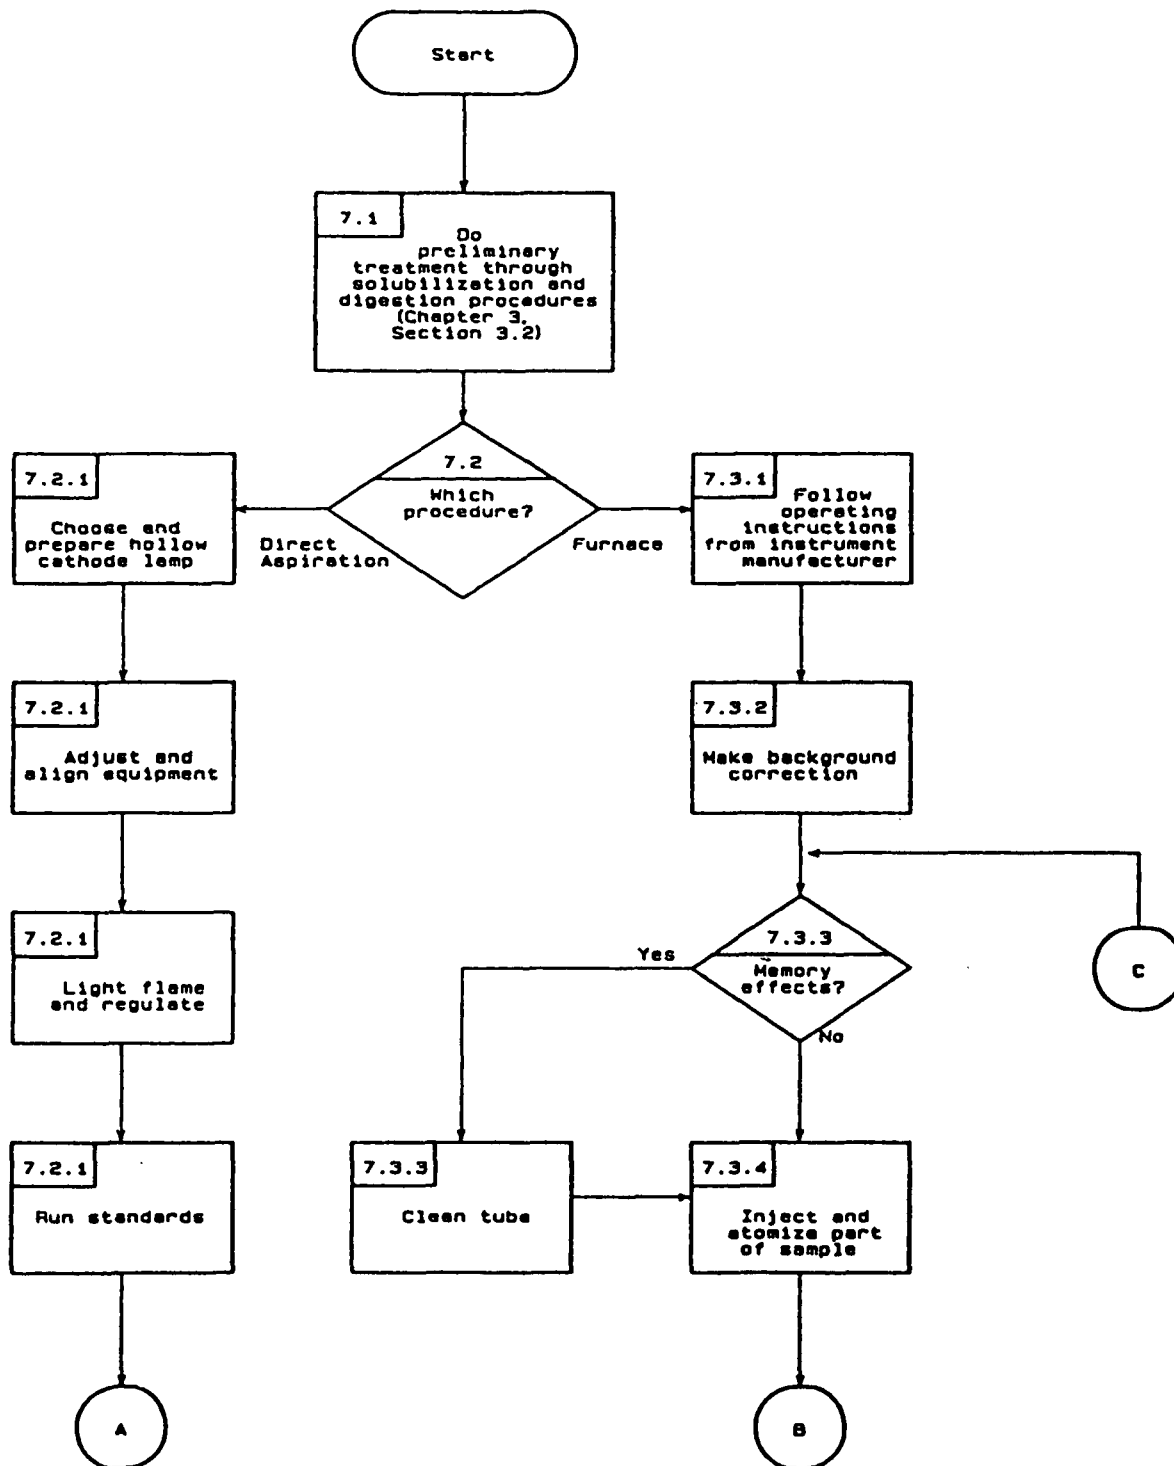 Start
7.1
Do
preliminary
treatment through
solubilization and
digestion procedures
(Chapter 3,
Section 3.2)
7.2
Which
procedure?
Direct
Aspiration
Furnace
7.2.1
Choose and
prepare hollow
cathode lamp
7.3.1
Follow
operating
instructions
from instrument
manufacturer
7.2.1
Adjust and
align equipment
7.3.2
Make background
correction
7.2.1
Light flame
and regulate
7.3.3
Memory
effects?
Yes
No
C
7.2.1
Run standards
7.3.3
Clean tube
7.3.4
Inject and
atomize part
of sample
A
B